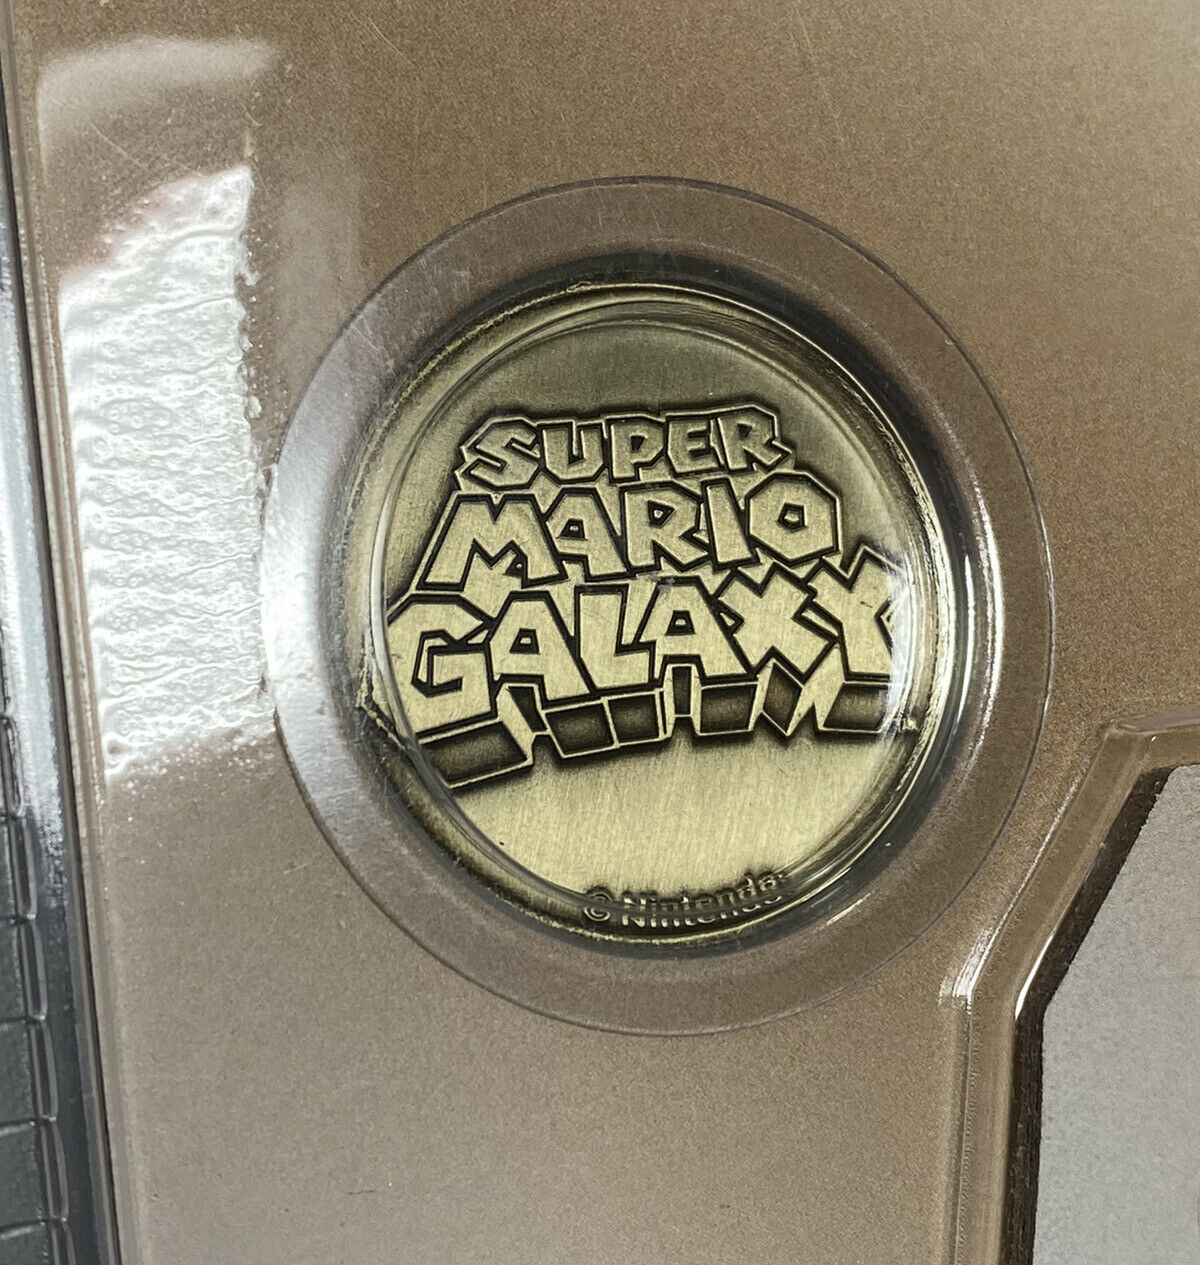 SUPER
MARIO
GALAXY
© Nintendo